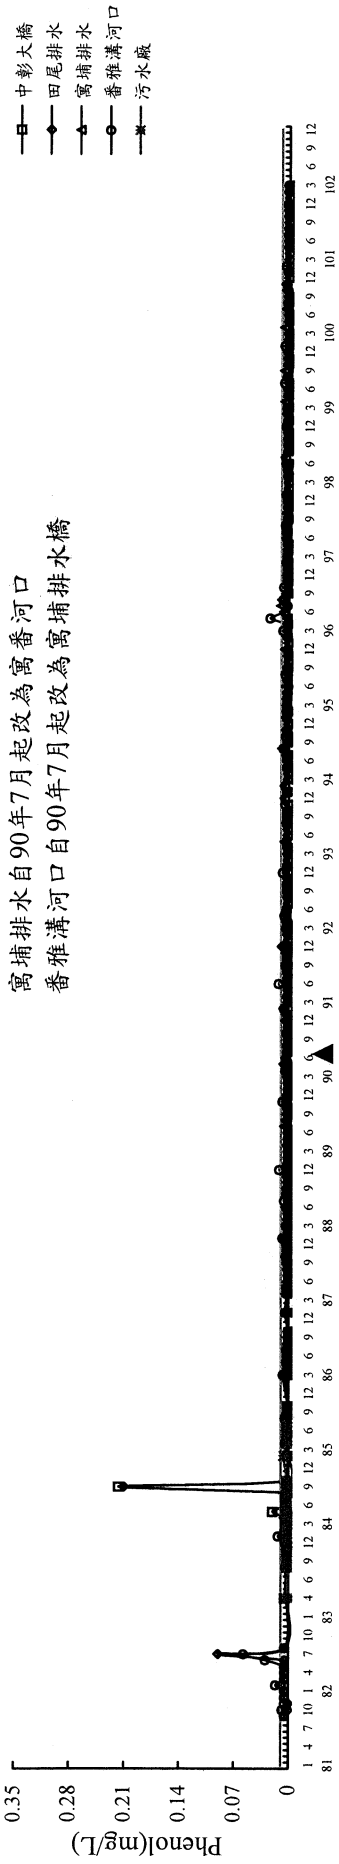 寓埔排水自90年7月起改為寓番河口
番雅溝河口自90年7月起改為寓埔排水橋
中彰大橋
田尾排水
寓埔排水
番雅溝河口
污水廠
Phenol(mg/L)
0.35
0.28
0.21
0.14
0.07
0
1 4 7 10 1 4 7 10 1 4 6 9 12 3 6 9 12 3 6 9 12 3 6 9 12 3 6 9 12 3 6 9 12 3 6 9 12 3 6 9 12 3 6 9 12 3 6 9 12 3 6 9 12 3 6 9 12 3 6 9 12 3 6 9 12 3 6 9 12 3 6 9 12 3 6 9 12 3 6 9 12 3 6 9 12 3 6 9 12
81 82 83 84 85 86 87 88 89 90 91 92 93 94 95 96 97 98 99 100 101 102